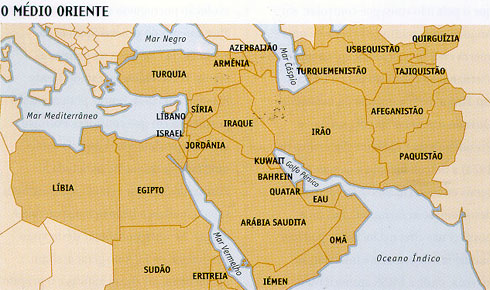 O MÉDIO ORIENTE
Mar Negro
AZERBAIJÃO
ARMÉNIA
Mar Cáspio
QUIRGUÍZIA
USBEQUISTÃO
TURQUEMENISTÃO
TAJIQUISTÃO
TURQUIA
Mar Mediterrâneo
LÍBANO
SÍRIA
ISRAEL
IRAQUE
IRÃO
AFEGANISTÃO
JORDÂNIA
KUWAIT
PAQUISTÃO
BAHREIN
Golfo Pérsico
LÍBIA
EGIPTO
QUATAR
EAU
ARÁBIA SAUDITA
OMÃ
Mar Vermelho
Oceano Índico
SUDÃO
ERITREIA
IÉMEN